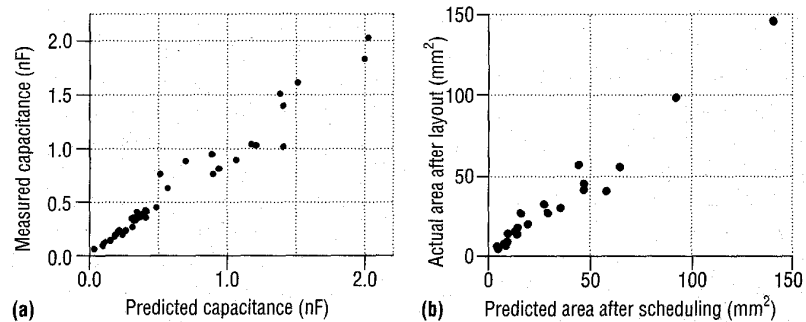 2.0
1.5
1.0
0.5
0.0
Measured capacitance (nF)
0.0 1.0 2.0
(a) Predicted capacitance (nF)
150
100
50
0
Actual area after layout (mm²)
0 50 100 150
(b) Predicted area after scheduling (mm²)